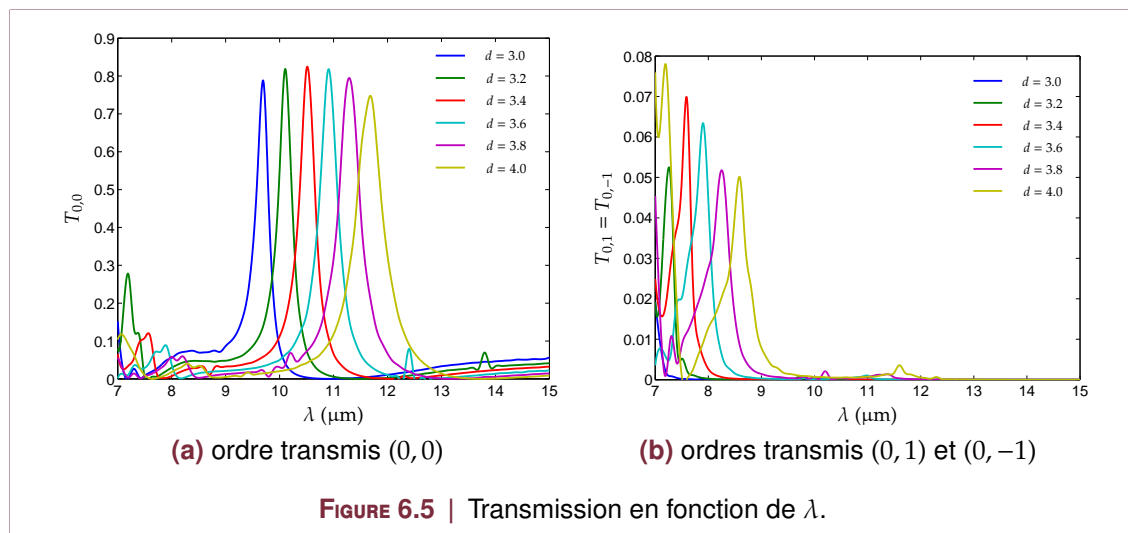 0.9
0.8
0.7
0.6
0.5
0.4
0.3
0.2
0.1
0
7 8 9 10 11 12 13 14 15
T0,0
λ (µm)
d = 3.0
d = 3.2
d = 3.4
d = 3.6
d = 3.8
d = 4.0
(a) ordre transmis (0, 0)
0.08
0.07
0.06
0.05
0.04
0.03
0.02
0.01
0
7 8 9 10 11 12 13 14 15
T0,1 = T0,−1
λ (µm)
d = 3.0
d = 3.2
d = 3.4
d = 3.6
d = 3.8
d = 4.0
(b) ordres transmis (0, 1) et (0, −1)
FIGURE 6.5 | Transmission en fonction de λ.